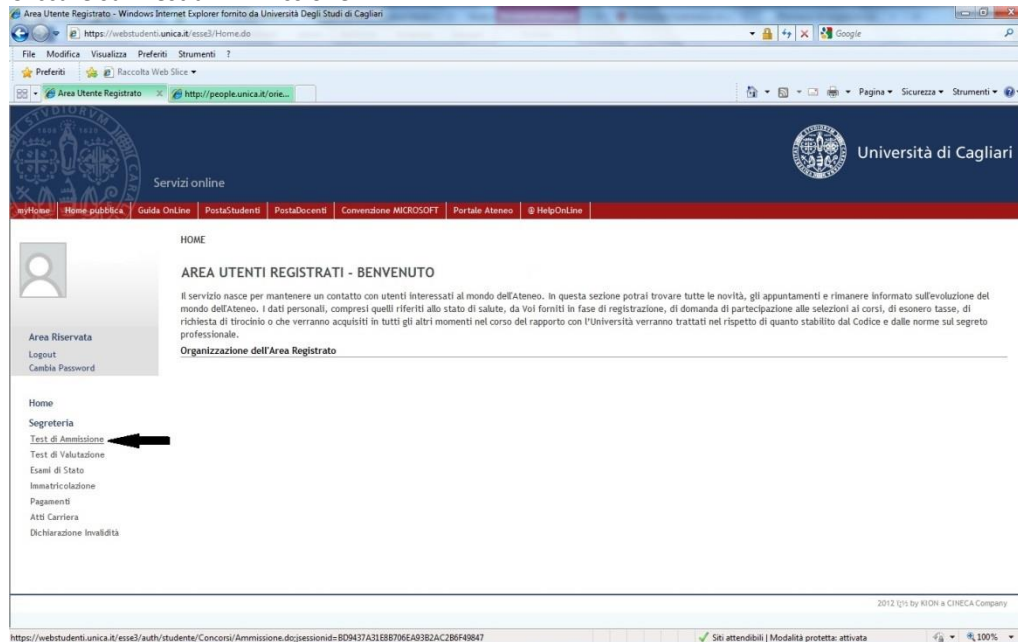 Area Utente Registrato - Windows Internet Explorer fornito da Università Degli Studi di Cagliari
https://webstudenti.unica.it/esse3/Home.do
Google
File Modifica Visualizza Preferiti Strumenti ?
Preferiti Raccolta Web Slice
Area Utente Registrato http://people.unica.it/orie...
Pagina Sicurezza Strumenti
Servizi online
Università di Cagliari
myHome Home pubblica Guida OnLine PostaStudenti PostaDocenti Convenzione MICROSOFT Portale Ateneo @ HelpOnLine
HOME
AREA UTENTI REGISTRATI - BENVENUTO
Il servizio nasce per mantenere un contatto con utenti interessati al mondo dell'Ateneo. In questa sezione potrai trovare tutte le novità, gli appuntamenti e rimanere informato sull'evoluzione del
mondo dell'Ateneo. I dati personali, compresi quelli riferiti allo stato di salute, da Voi forniti in fase di registrazione, di domanda di partecipazione alle selezioni ai corsi, di esonero tasse, di
richiesta di tirocinio o che verranno acquisiti in tutti gli altri momenti nel corso del rapporto con l'Università verranno trattati nel rispetto di quanto stabilito dal Codice e dalle norme sul segreto
professionale.
Organizzazione dell'Area Registrato
Area Riservata
Logout
Cambia Password
Home
Segreteria
Test di Ammissione
Test di Valutazione
Esami di Stato
Immatricolazione
Pagamenti
Atti Carriera
Dichiarazione Invalidità
2012 by KION a CINECA Company
https://webstudenti.unica.it/esse3/auth/studente/Concorsi/Ammissione.do;jsessionid=BD9437A31E8B706EA93B2AC2B6F49847
Siti attendibili | Modalità protetta: attivata
100%